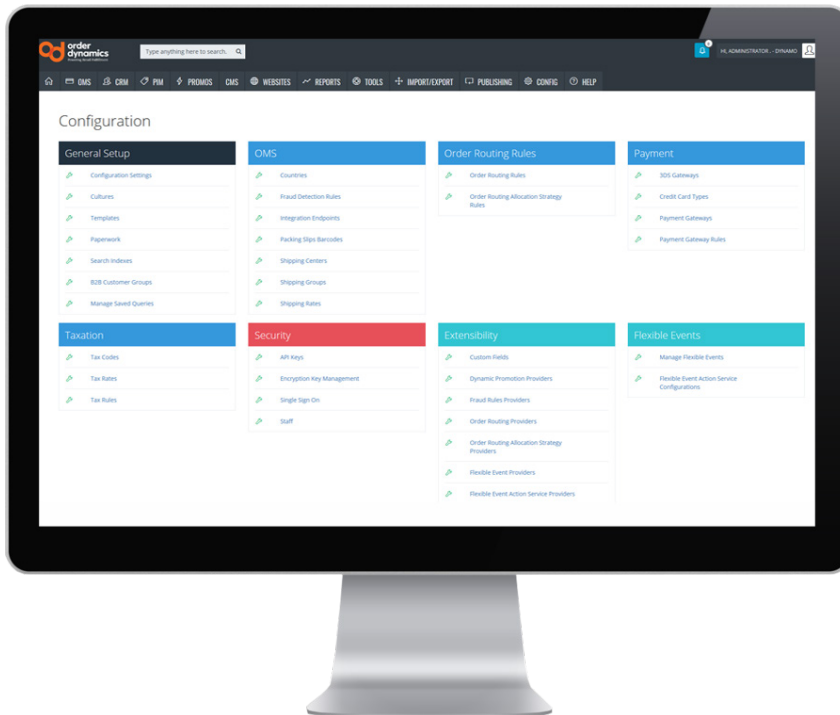 order
dynamics
Type anything here to search.
HI, ADMINISTRATOR , - DYNAMO
OMS
CRM
PIM
PROMOS
CMS
WEBSITES
REPORTS
TOOLS
IMPORT/EXPORT
PUBLISHING
CONFIG
HELP
Configuration
General Setup
Configuration Settings
Cultures
Templates
Paperwork
Search Indexes
B2B Customer Groups
Manage Saved Queries
OMS
Countries
Fraud Detection Rules
Integration Endpoints
Packing Slips Barcodes
Shipping Centers
Shipping Groups
Shipping Rates
Order Routing Rules
Order Routing Rules
Order Routing Allocation Strategy
Rules
Payment
3DS Gateways
Credit Card Types
Payment Gateways
Payment Gateway Rules
Taxation
Tax Codes
Tax Rates
Tax Rules
Security
API Keys
Encryption Key Management
Single Sign On
Staff
Extensibility
Custom Fields
Dynamic Promotion Providers
Fraud Rules Providers
Order Routing Providers
Order Routing Allocation Strategy
Providers
Flexible Event Providers
Flexible Event Action Service Providers
Flexible Events
Manage Flexible Events
Flexible Event Action Service
Configurations